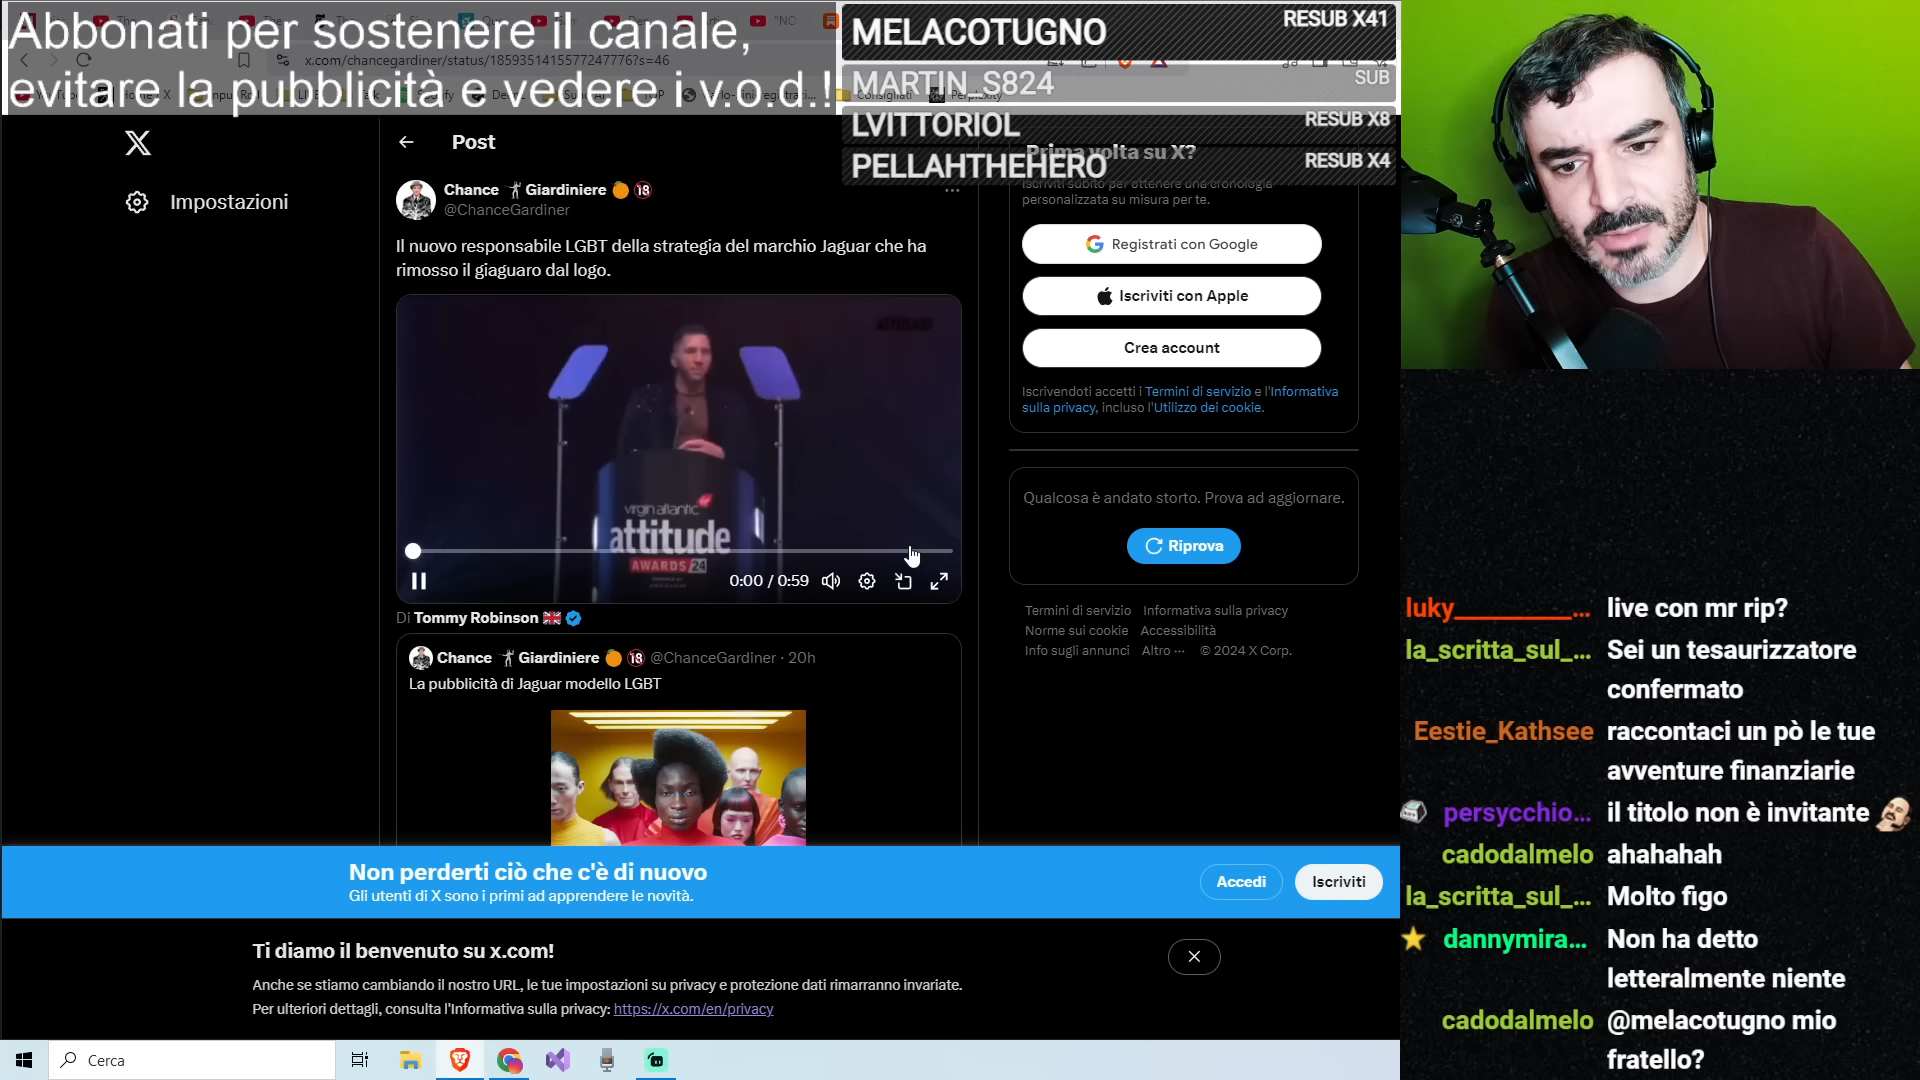 Abbonati per sostenere il canale,
evitare la pubblicità e vedere i v.o.d.!!
MELACOTUGNO RESUB X41
MARTIN_S824 SUB
LVITTORIOL RESUB X8
PELLAHTHEHERO RESUB X4
x.com/chancegardiner/status/1859351415577247776?s=46
Impostazioni
Post
Chance Giardiniere
@ChanceGardiner
Il nuovo responsabile LGBT della strategia del marchio Jaguar che ha
rimosso il giaguaro dal logo.
attitude
virgin atlantic
attitude
AWARDS 24
0:00 / 0:59
Di Tommy Robinson
Chance Giardiniere @ChanceGardiner · 20h
La pubblicità di Jaguar modello LGBT
Prima volta su X?
Iscriviti subito per ottenere una cronologia
personalizzata su misura per te.
Registrati con Google
Iscriviti con Apple
Crea account
Iscrivendoti accetti i Termini di servizio e l'Informativa
sulla privacy, incluso l'Utilizzo dei cookie.
Qualcosa è andato storto. Prova ad aggiornare.
Riprova
Termini di servizio Informativa sulla privacy
Norme sui cookie Accessibilità
Info sugli annunci Altro ··· © 2024 X Corp.
Non perderti ciò che c'è di nuovo
Gli utenti di X sono i primi ad apprendere le novità.
Accedi
Iscriviti
Ti diamo il benvenuto su x.com!
Anche se stiamo cambiando il nostro URL, le tue impostazioni su privacy e protezione dati rimarranno invariate.
Per ulteriori dettagli, consulta l'Informativa sulla privacy: https://x.com/en/privacy
Cerca
luky__________... live con mr rip?
la_scritta_sul_... Sei un tesaurizzatore
confermato
Eestie_Kathsee raccontaci un pò le tue
avventure finanziarie
persycchio... il titolo non è invitante
cadodalmelo ahahahah
la_scritta_sul_... Molto figo
dannymira... Non ha detto
letteralmente niente
cadodalmelo @melacotugno mio
fratello?